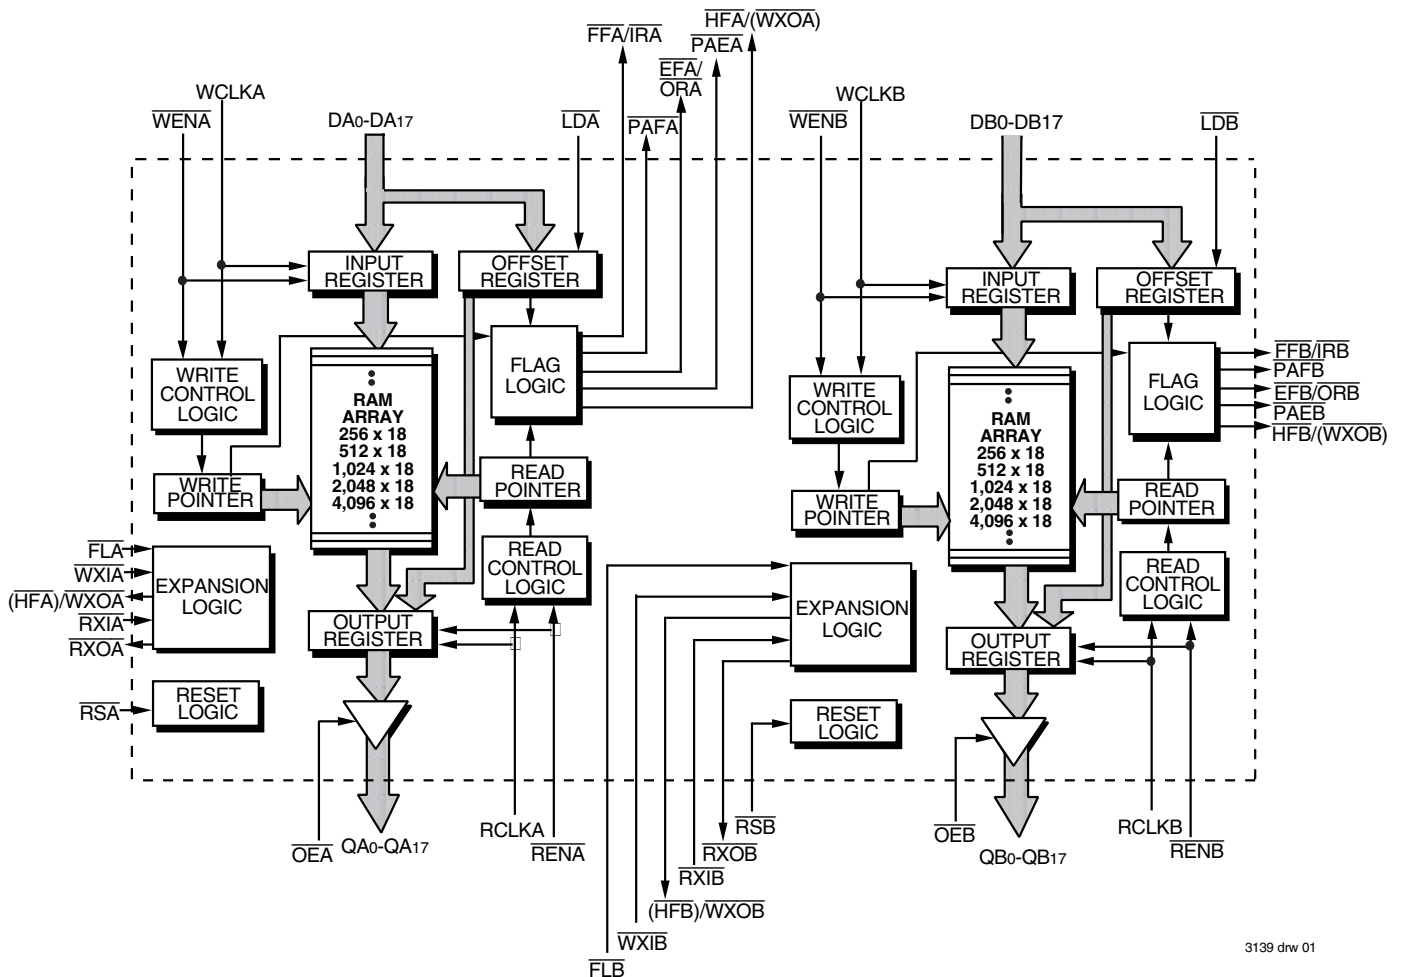 HFA/(WXOA)
FFA/IRA
PAEA
EFA/
ORA
WCLKA
WENA
DA0-DA17
LDA
PAFA
WCLKB
WENB
DB0-DB17
LDB
INPUT
REGISTER
OFFSET
REGISTER
WRITE
CONTROL
LOGIC
FLAG
LOGIC
RAM
ARRAY
256 x 18
512 x 18
1,024 x 18
2,048 x 18
4,096 x 18
WRITE
POINTER
READ
POINTER
READ
CONTROL
LOGIC
FLA
WXIA
(HFA)/WXOA
RXIA
RXOA
EXPANSION
LOGIC
OUTPUT
REGISTER
RSA
RESET
LOGIC
OEA
QA0-QA17
RCLKA
RENA
INPUT
REGISTER
OFFSET
REGISTER
WRITE
CONTROL
LOGIC
FLAG
LOGIC
FFB/IRB
PAFB
EFB/ORB
PAEB
HFB/(WXOB)
RAM
ARRAY
256 x 18
512 x 18
1,024 x 18
2,048 x 18
4,096 x 18
WRITE
POINTER
READ
POINTER
READ
CONTROL
LOGIC
EXPANSION
LOGIC
OUTPUT
REGISTER
RESET
LOGIC
RSB
RXOB
RXIB
(HFB)/WXOB
WXIB
FLB
OEB
QB0-QB17
RCLKB
RENB
3139 drw 01